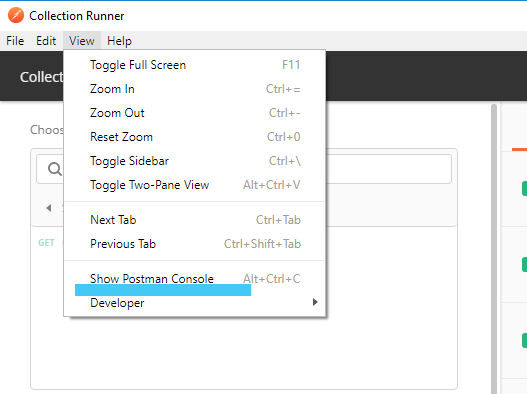 Collection Runner
File Edit View Help
Collect
Toggle Full Screen F11
Zoom In Ctrl+=
Zoom Out Ctrl+-
Reset Zoom Ctrl+0
Toggle Sidebar Ctrl+\
Toggle Two-Pane View Alt+Ctrl+V
Next Tab Ctrl+Tab
Previous Tab Ctrl+Shift+Tab
Show Postman Console Alt+Ctrl+C
Developer
Choos
GET